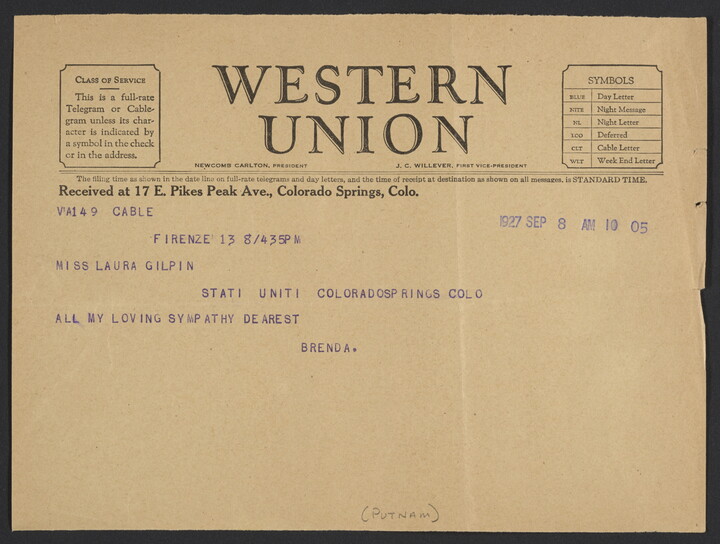 CLASS OF SERVICE
This is a full-rate
Telegram or Cable-
gram unless its char-
acter is indicated by
a symbol in the check
or in the address.
WESTERN
UNION
NEWCOMB CARLTON, PRESIDENT
J. C. WILLEVER, FIRST VICE-PRESIDENT
SYMBOLS
BLUE Day Letter
NITE Night Message
NL Night Letter
LCO Deferred
CLT Cable Letter
WLT Week End Letter
The filing time as shown in the date line on full-rate telegrams and day letters, and the time of receipt at destination as shown on all messages, is STANDARD TIME.
Received at 17 E. Pikes Peak Ave., Colorado Springs, Colo.
VA149 CABLE
1927 SEP 8 AM 10 05
FIRENZE 13 8/435PM
MISS LAURA GILPIN
STATI UNITI COLORADOSPRINGS COLO
ALL MY LOVING SYMPATHY DEAREST
BRENDA.
(PUTNAM)